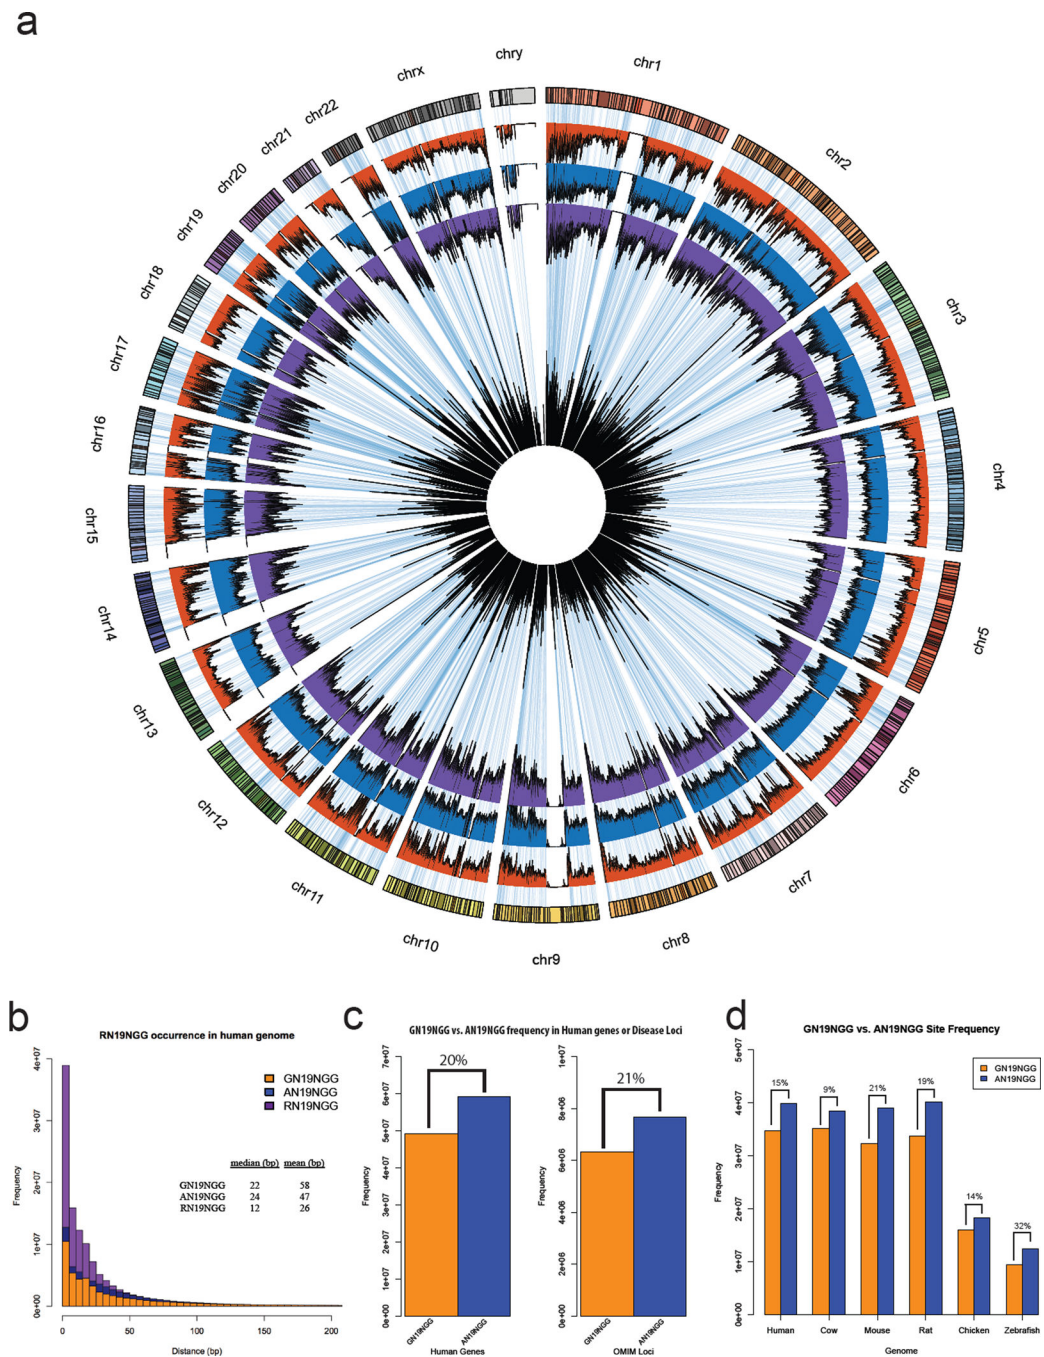 a
chr1
chr2
chr3
chr4
chr5
chr6
chr7
chr8
chr9
chr10
chr11
chr12
chr13
chr14
chr15
chr16
chr17
chr18
chr19
chr20
chr21
chr22
chrx
chry
b
RN19NGG occurrence in human genome
Frequency
4e+07
3e+07
2e+07
1e+07
0e+00
GN19NGG
AN19NGG
RN19NGG
median (bp) mean (bp)
GN19NGG 22 58
AN19NGG 24 47
RN19NGG 12 26
0 50 100 150 200
Distance (bp)
c
GN19NGG vs. AN19NGG frequency in Human genes or Disease Loci
Frequency
7e+07
6e+07
5e+07
4e+07
3e+07
2e+07
1e+07
0e+00
20%
GN19NGG AN19NGG
Human Genes
Frequency
1e+07
8e+06
6e+06
4e+06
2e+06
0e+00
21%
GN19NGG AN19NGG
OMIM Loci
d
GN19NGG vs. AN19NGG Site Frequency
Frequency
5e+07
4e+07
3e+07
2e+07
1e+07
0e+00
GN19NGG
AN19NGG
15% 9% 21% 19% 14% 32%
Human Cow Mouse Rat Chicken Zebrafish
Genome